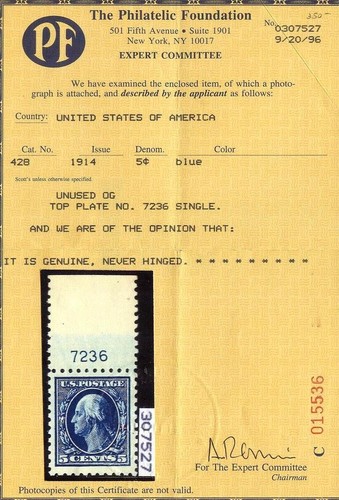 The Philatelic Foundation
501 Fifth Avenue • Suite 1901
New York, NY 10017
EXPERT COMMITTEE
PF
No 0307527
9/20/96
350-
We have examined the enclosed item, of which a photo-
graph is attached, and described by the applicant as follows:
Country: UNITED STATES OF AMERICA
Cat. No. Issue Denom. Color
428 1914 5¢ blue
Scott's unless otherwise specified
UNUSED OG
TOP PLATE NO. 7236 SINGLE.
AND WE ARE OF THE OPINION THAT:
IT IS GENUINE, NEVER HINGED. * * * * * * * * * *
7236
U.S. POSTAGE
5 CENTS 5
307527
C 015536
For The Expert Committee
Chairman
Photocopies of this Certificate are not valid.